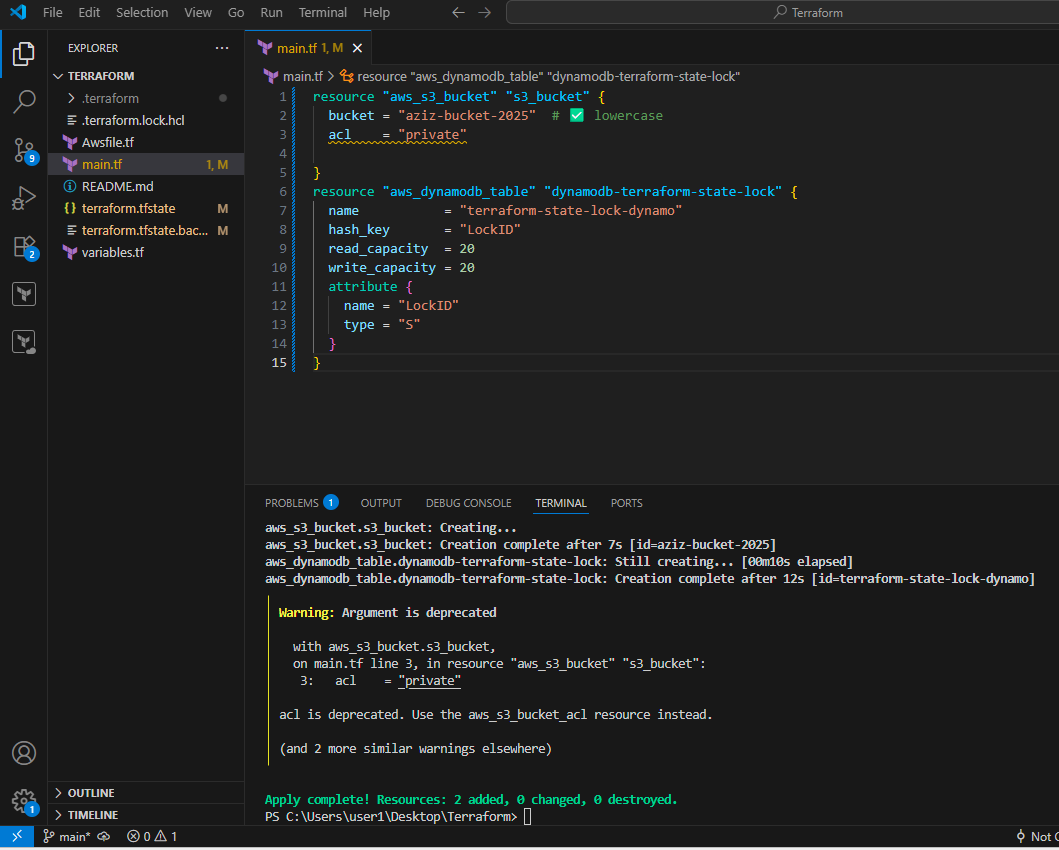 File Edit Selection View Go Run Terminal Help
Terraform
EXPLORER
TERRAFORM
.terraform
.terraform.lock.hcl
Awsfile.tf
main.tf 1, M
README.md
terraform.tfstate M
terraform.tfstate.bac... M
variables.tf
OUTLINE
TIMELINE
9
2
1
main.tf 1, M
main.tf > resource "aws_dynamodb_table" "dynamodb-terraform-state-lock"
1 resource "aws_s3_bucket" "s3_bucket" {
2   bucket = "aziz-bucket-2025"  # ✅ lowercase
3   acl    = "private"
4
5 }
6 resource "aws_dynamodb_table" "dynamodb-terraform-state-lock" {
7   name           = "terraform-state-lock-dynamo"
8   hash_key       = "LockID"
9   read_capacity  = 20
10   write_capacity = 20
11   attribute {
12     name = "LockID"
13     type = "S"
14   }
15 }
PROBLEMS 1 OUTPUT DEBUG CONSOLE TERMINAL PORTS
aws_s3_bucket.s3_bucket: Creating...
aws_s3_bucket.s3_bucket: Creation complete after 7s [id=aziz-bucket-2025]
aws_dynamodb_table.dynamodb-terraform-state-lock: Still creating... [00m10s elapsed]
aws_dynamodb_table.dynamodb-terraform-state-lock: Creation complete after 12s [id=terraform-state-lock-dynamo]
Warning: Argument is deprecated
with aws_s3_bucket.s3_bucket,
on main.tf line 3, in resource "aws_s3_bucket" "s3_bucket":
3:   acl    = "private"
acl is deprecated. Use the aws_s3_bucket_acl resource instead.
(and 2 more similar warnings elsewhere)
Apply complete! Resources: 2 added, 0 changed, 0 destroyed.
PS C:\Users\user1\Desktop\Terraform>
main* 0 1
Not